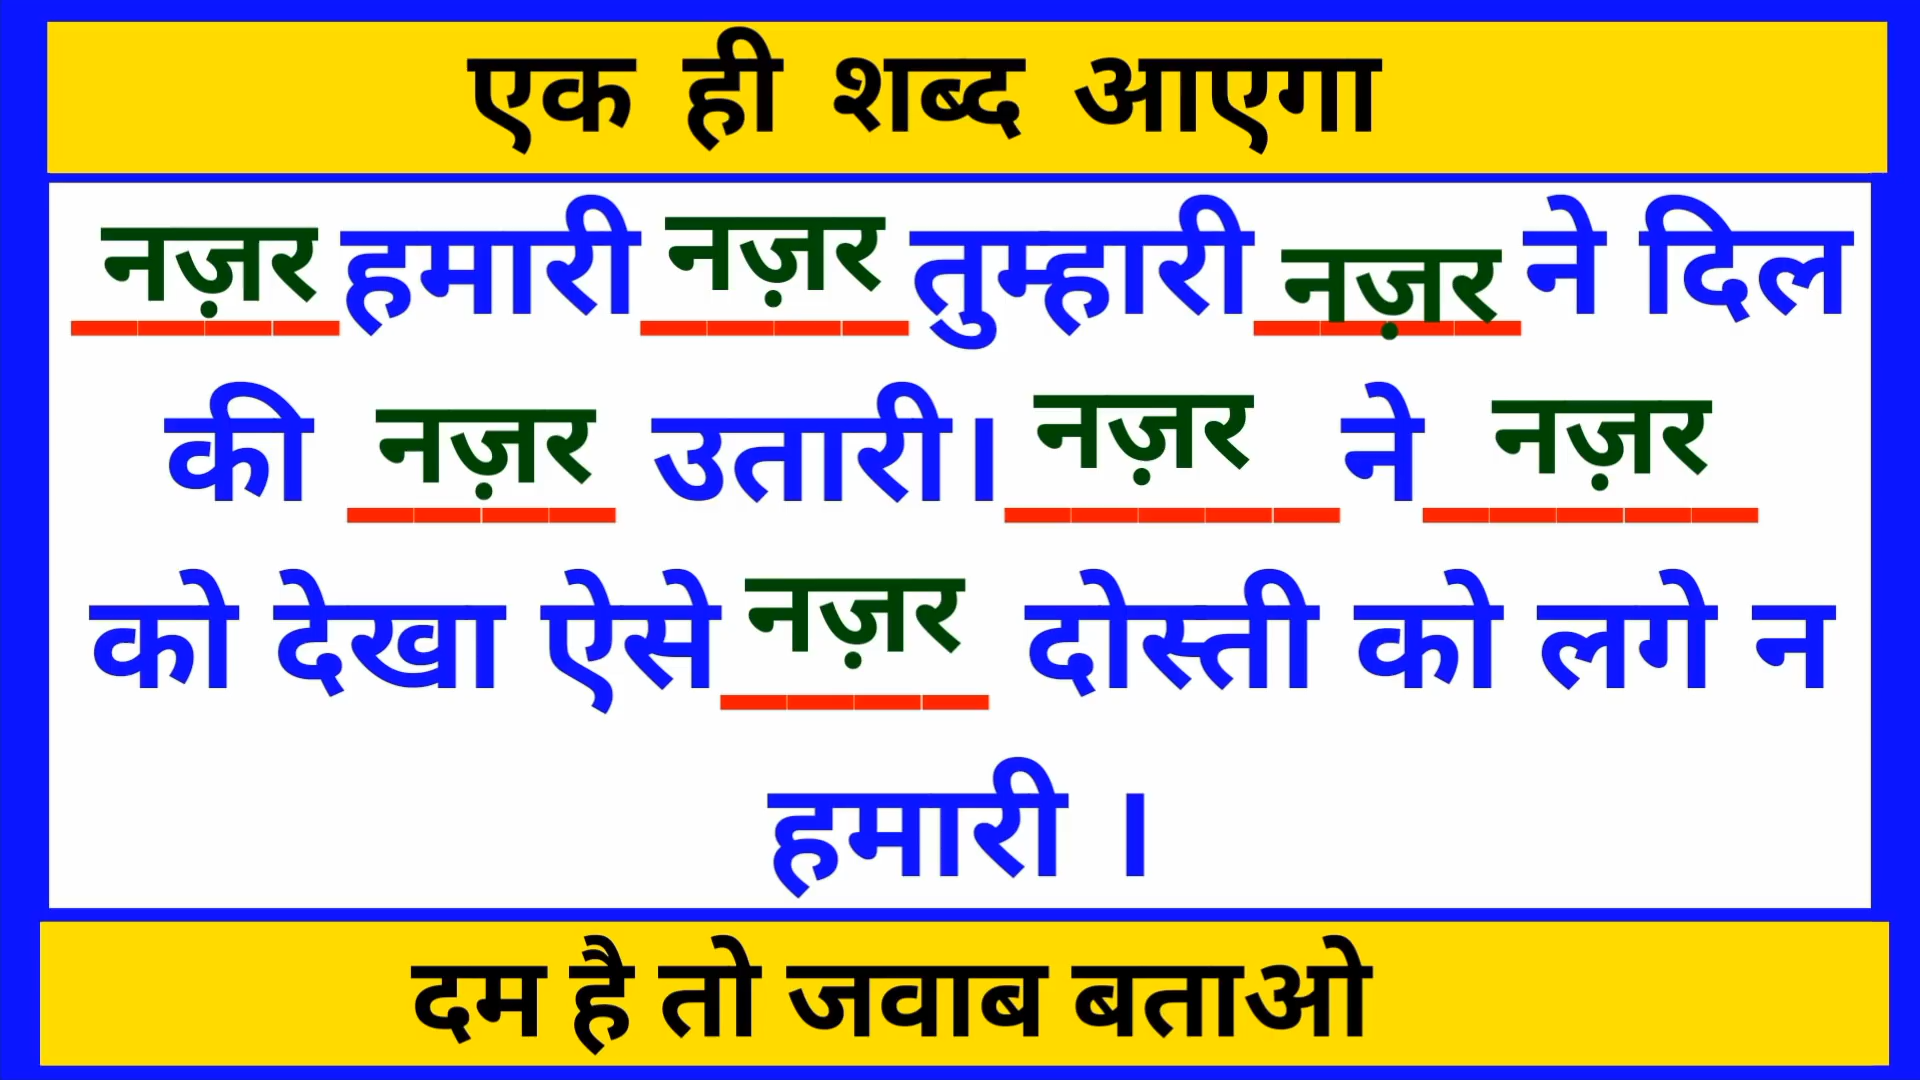 एक ही शब्द आएगा
नज़र हमारी नज़र तुम्हारी नज़र ने दिल
की नज़र उतारी। नज़र ने नज़र
को देखा ऐसे नज़र दोस्ती को लगे न
हमारी ।
दम है तो जवाब बताओ